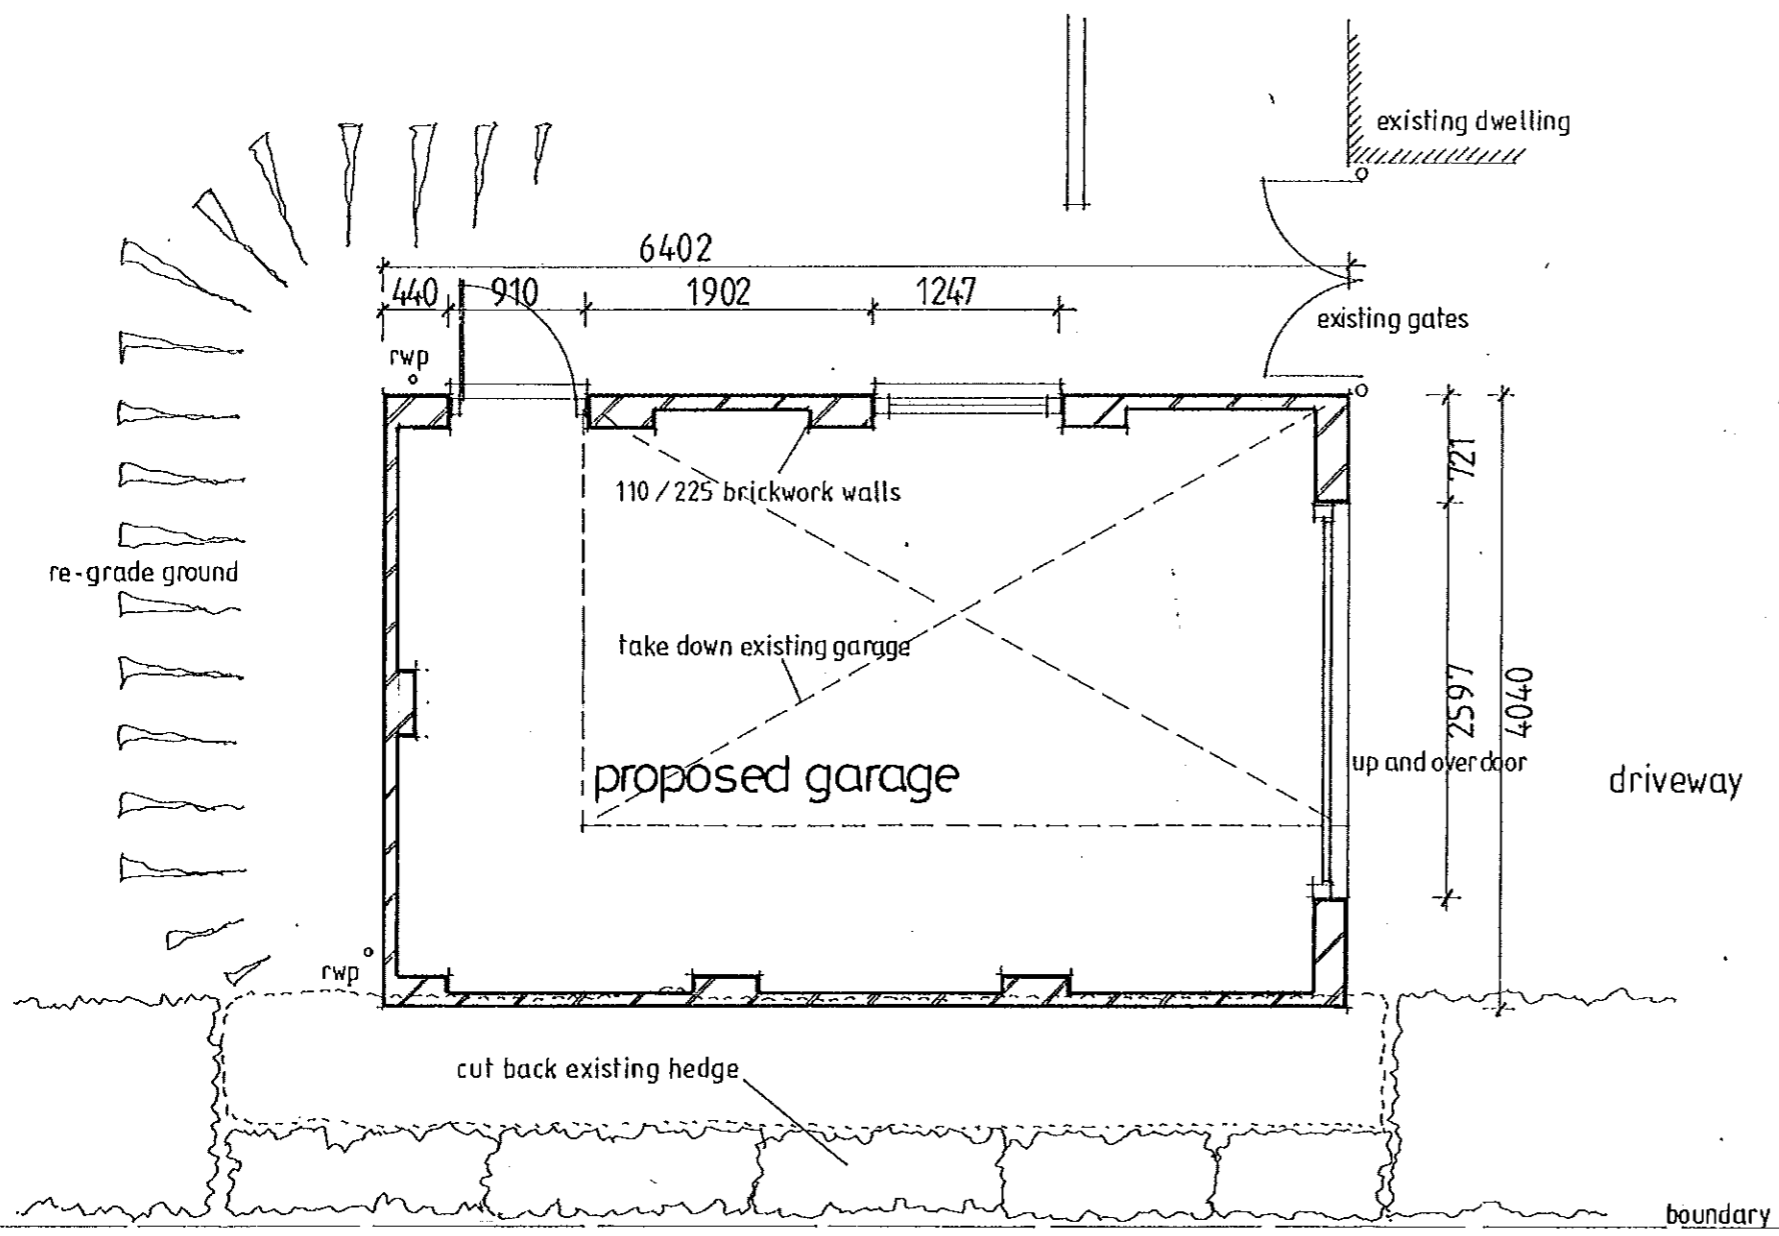 existing dwelling
6402
440
910
1902
1247
existing gates
rwp
721
110/225 brickwork walls
re-grade ground
take down existing garage
2597
4040
proposed garage
up and over door
driveway
rwp
cut back existing hedge
boundary